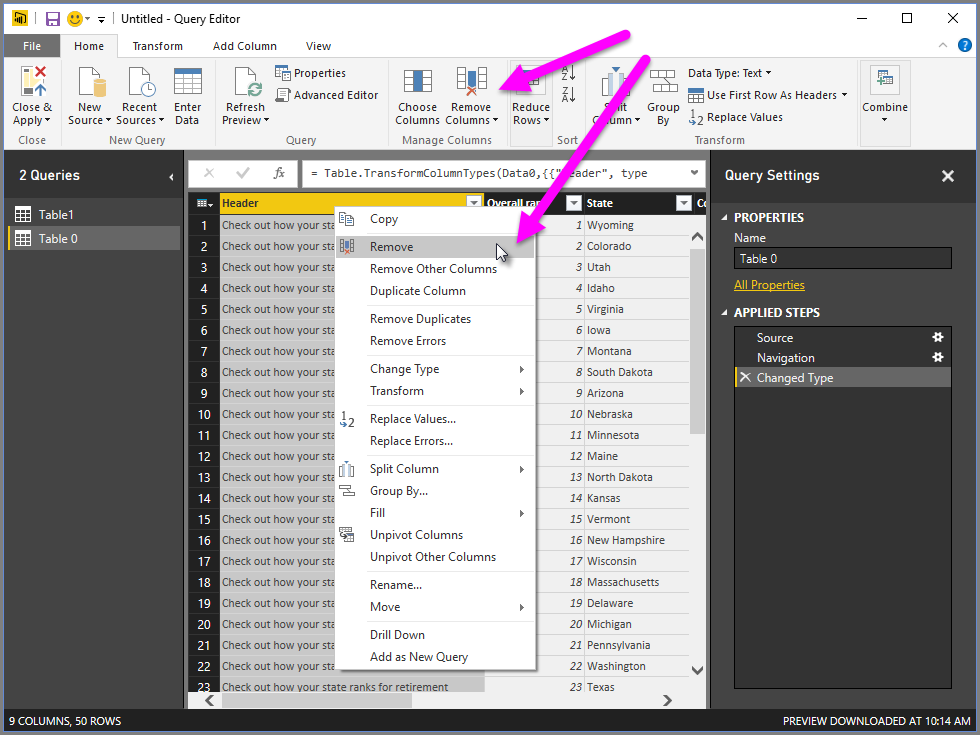 Untitled - Query Editor
File Home Transform Add Column View
Close & Apply
New Source
Recent Sources
Enter Data
Refresh Preview
Properties
Advanced Editor
Choose Columns
Remove Columns
Reduce Rows
Split Column
Group By
Data Type: Text
Use First Row As Headers
Replace Values
Combine
Close New Query Query Manage Columns Sort Transform
2 Queries
Table1
Table 0
fx = Table.TransformColumnTypes(Data0,{{"Header", type
Header Overall ran State Co
1 Check out how your sta 1 Wyoming
2 Check out how your sta 2 Colorado
3 Check out how your sta 3 Utah
4 Check out how your sta 4 Idaho
5 Check out how your sta 5 Virginia
6 Check out how your sta 6 Iowa
7 Check out how your sta 7 Montana
8 Check out how your sta 8 South Dakota
9 Check out how your sta 9 Arizona
10 Check out how your sta 10 Nebraska
11 Check out how your sta 11 Minnesota
12 Check out how your sta 12 Maine
13 Check out how your sta 13 North Dakota
14 Check out how your sta 14 Kansas
15 Check out how your sta 15 Vermont
16 Check out how your sta 16 New Hampshire
17 Check out how your sta 17 Wisconsin
18 Check out how your sta 18 Massachusetts
19 Check out how your sta 19 Delaware
20 Check out how your sta 20 Michigan
21 Check out how your sta 21 Pennsylvania
22 Check out how your sta 22 Washington
23 Check out how your state ranks for retirement 23 Texas
Copy
Remove
Remove Other Columns
Duplicate Column
Remove Duplicates
Remove Errors
Change Type
Transform
Replace Values...
Replace Errors...
Split Column
Group By...
Fill
Unpivot Columns
Unpivot Other Columns
Rename...
Move
Drill Down
Add as New Query
Query Settings
PROPERTIES
Name
Table 0
All Properties
APPLIED STEPS
Source
Navigation
Changed Type
9 COLUMNS, 50 ROWS
PREVIEW DOWNLOADED AT 10:14 AM